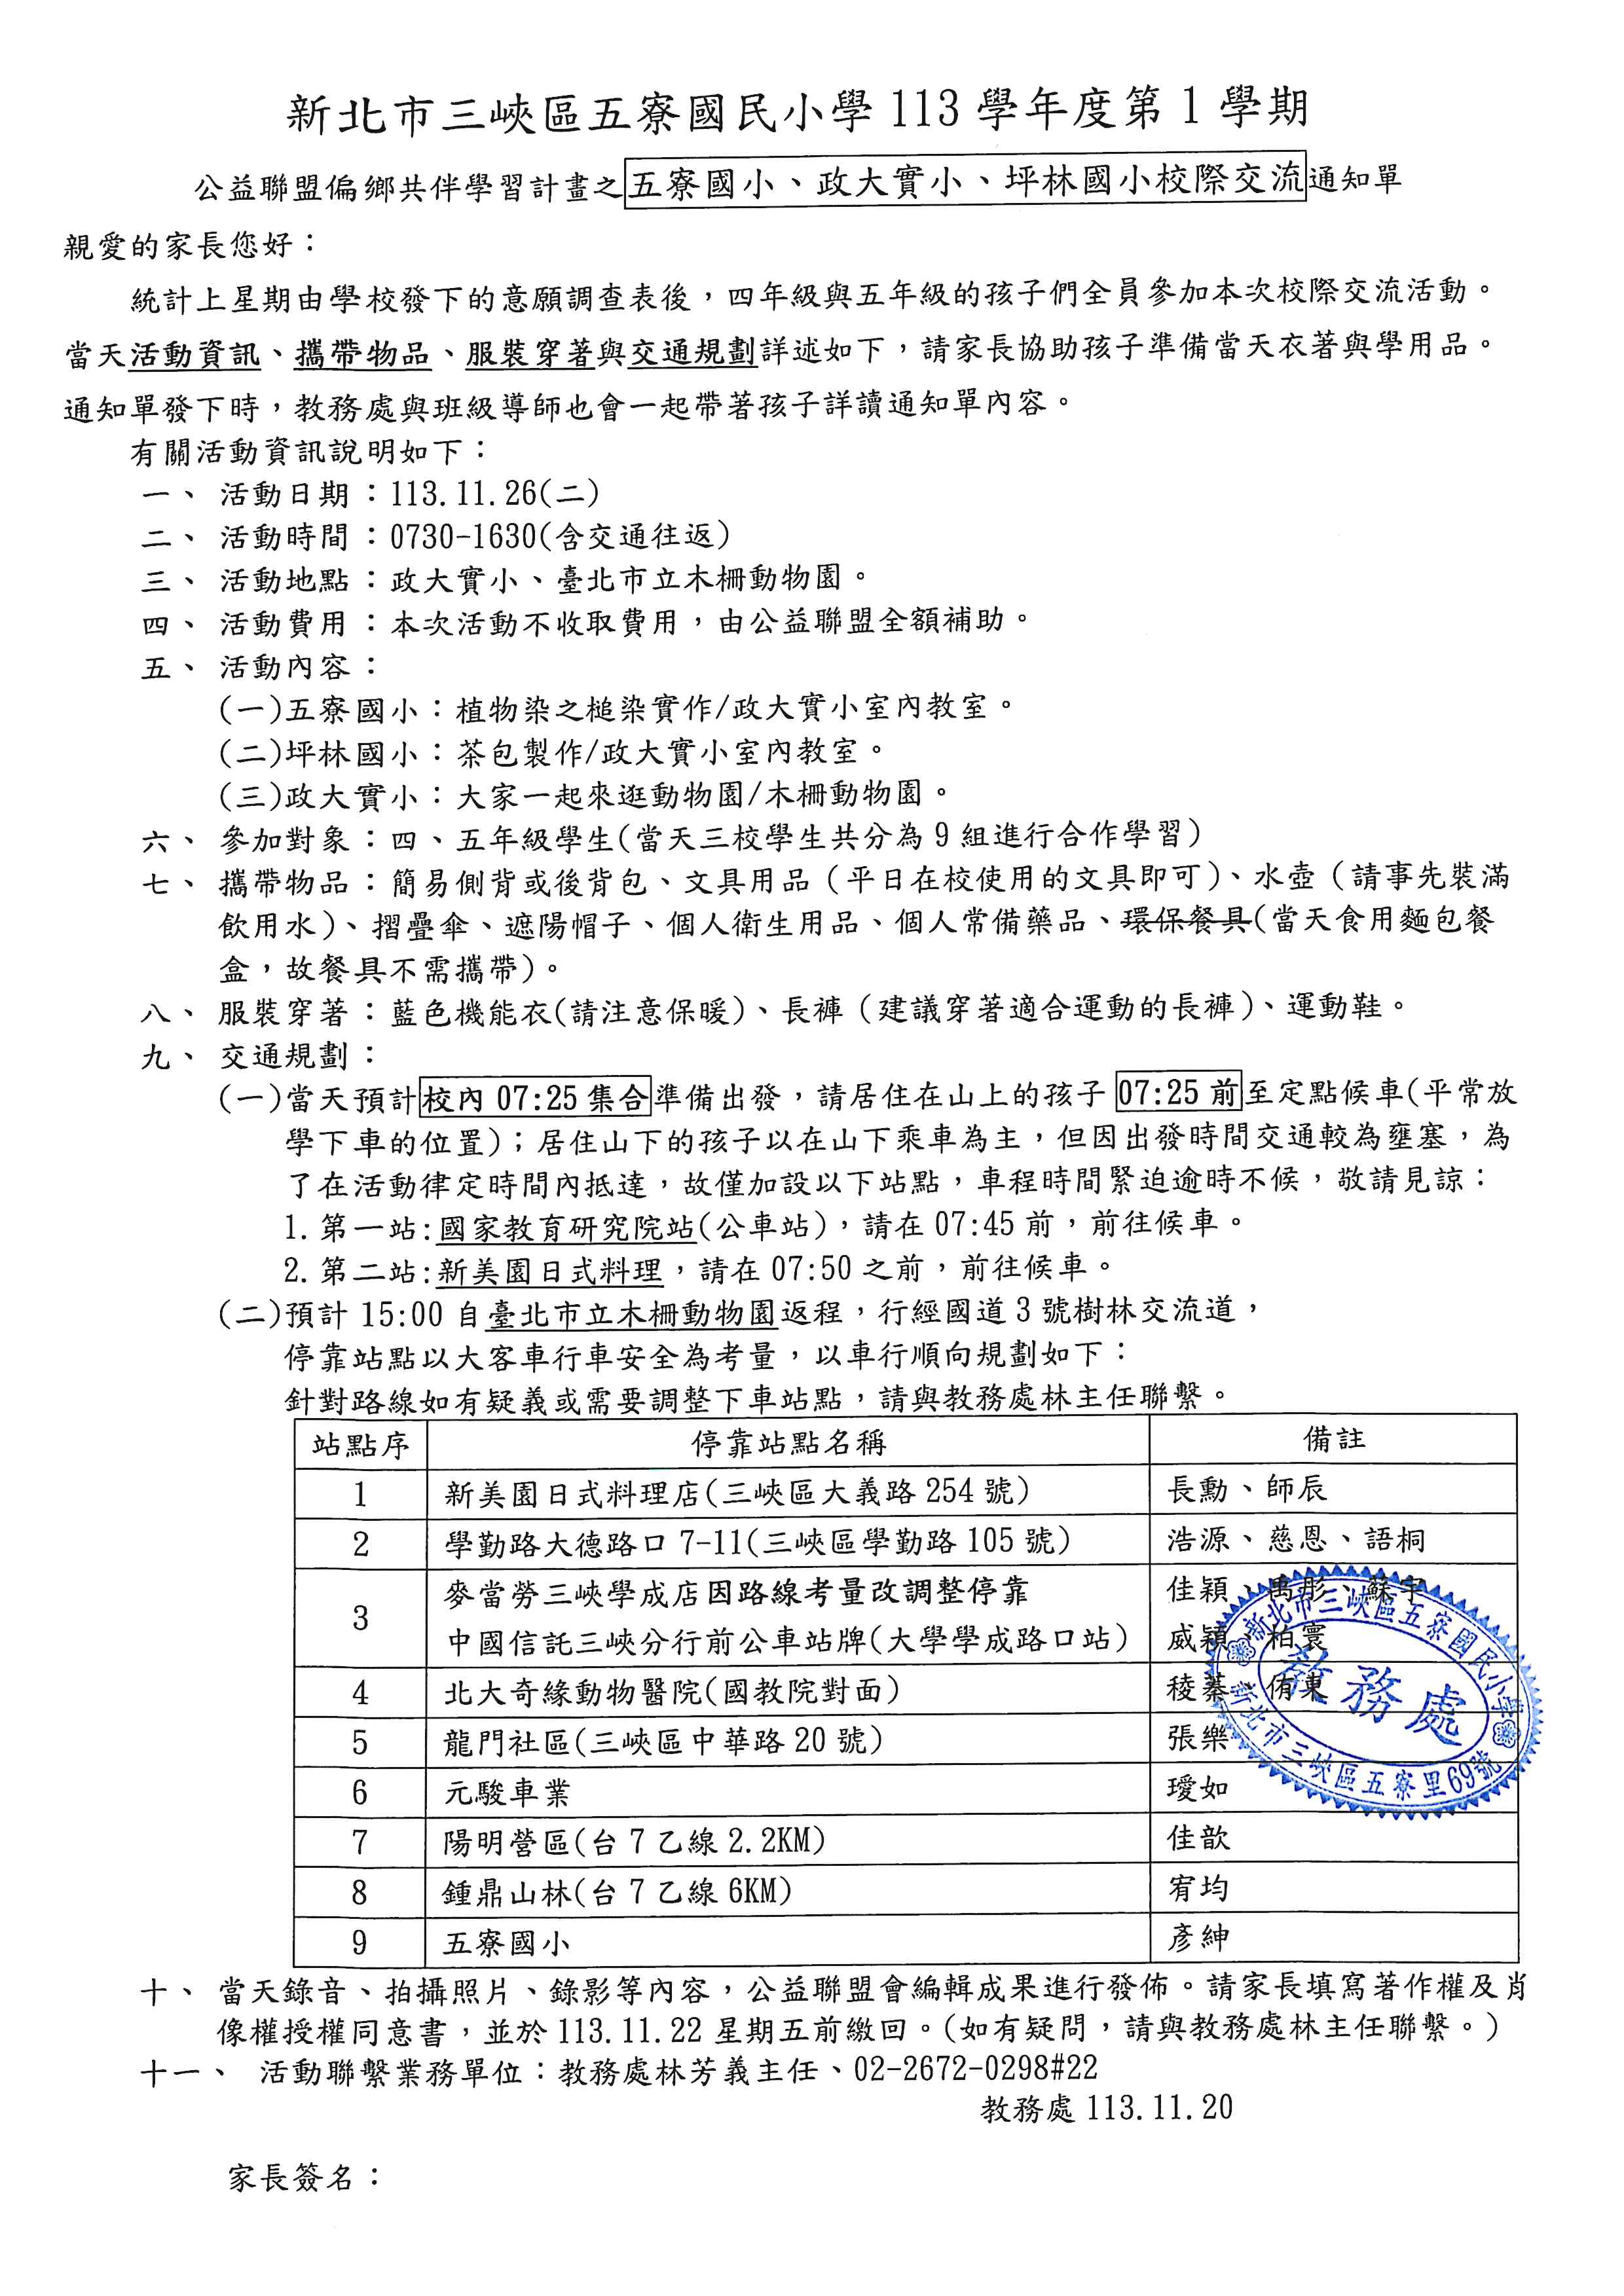 新北市三峽區五寮國民小學113學年度第1學期
公益聯盟偏鄉共伴學習計畫之五寮國小、政大實小、坪林國小校際交流通知單
親愛的家長您好：
統計上星期由學校發下的意願調查表後，四年級與五年級的孩子們全員參加本次校際交流活動。
當天活動資訊、攜帶物品、服裝穿著與交通規劃詳述如下，請家長協助孩子準備當天衣著與學用品。
通知單發下時，教務處與班級導師也會一起帶著孩子詳讀通知單內容。
有關活動資訊說明如下：
一、 活動日期：113.11.26(二)
二、 活動時間：0730-1630(含交通往返)
三、 活動地點：政大實小、臺北市立木柵動物園。
四、 活動費用：本次活動不收取費用，由公益聯盟全額補助。
五、 活動內容：
(一)五寮國小：植物染之槌染實作/政大實小室內教室。
(二)坪林國小：茶包製作/政大實小室內教室。
(三)政大實小：大家一起來逛動物園/木柵動物園。
六、 參加對象：四、五年級學生(當天三校學生共分為9組進行合作學習)
七、 攜帶物品：簡易側背或後背包、文具用品（平日在校使用的文具即可)、水壺（請事先裝滿
飲用水)、摺疊傘、遮陽帽子、個人衛生用品、個人常備藥品、環保餐具(當天食用麵包餐
盒，故餐具不需攜帶)。
八、 服裝穿著：藍色機能衣(請注意保暖)、長褲（建議穿著適合運動的長褲)、運動鞋。
九、 交通規劃：
(一)當天預計校內07:25集合準備出發，請居住在山上的孩子07:25前至定點候車(平常放
學下車的位置)；居住山下的孩子以在山下乘車為主，但因出發時間交通較為壅塞，為
了在活動律定時間內抵達，故僅加設以下站點，車程時間緊迫逾時不候，敬請見諒：
1.第一站:國家教育研究院站(公車站)，請在07:45前，前往候車。
2.第二站:新美園日式料理，請在07:50之前，前往候車。
(二)預計15:00自臺北市立木柵動物園返程，行經國道3號樹林交流道，
停靠站點以大客車行車安全為考量，以車行順向規劃如下：
針對路線如有疑義或需要調整下車站點，請與教務處林主任聯繫。
站點序 停靠站點名稱 備註
1 新美園日式料理店(三峽區大義路254號) 長勳、師辰
2 學勤路大德路口7-11(三峽區學勤路105號) 浩源、慈恩、語桐
3 麥當勞三峽學成店因路線考量改調整停靠 佳穎、禹彤、蘇宇
中國信託三峽分行前公車站牌(大學學成路口站) 威穎、柏寰
4 北大奇緣動物醫院(國教院對面) 稜蓁、侑東
5 龍門社區(三峽區中華路20號) 張樂
6 元駿車業 璦如
7 陽明營區(台7乙線2.2KM) 佳歆
8 鍾鼎山林(台7乙線6KM) 宥均
9 五寮國小 彥紳
新北市三峽區五寮國民小學
教務處
新北市三峽區五寮里69號
十、 當天錄音、拍攝照片、錄影等內容，公益聯盟會編輯成果進行發佈。請家長填寫著作權及肖
像權授權同意書，並於113.11.22星期五前繳回。(如有疑問，請與教務處林主任聯繫。)
十一、 活動聯繫業務單位：教務處林芳義主任、02-2672-0298#22
教務處113.11.20
家長簽名：